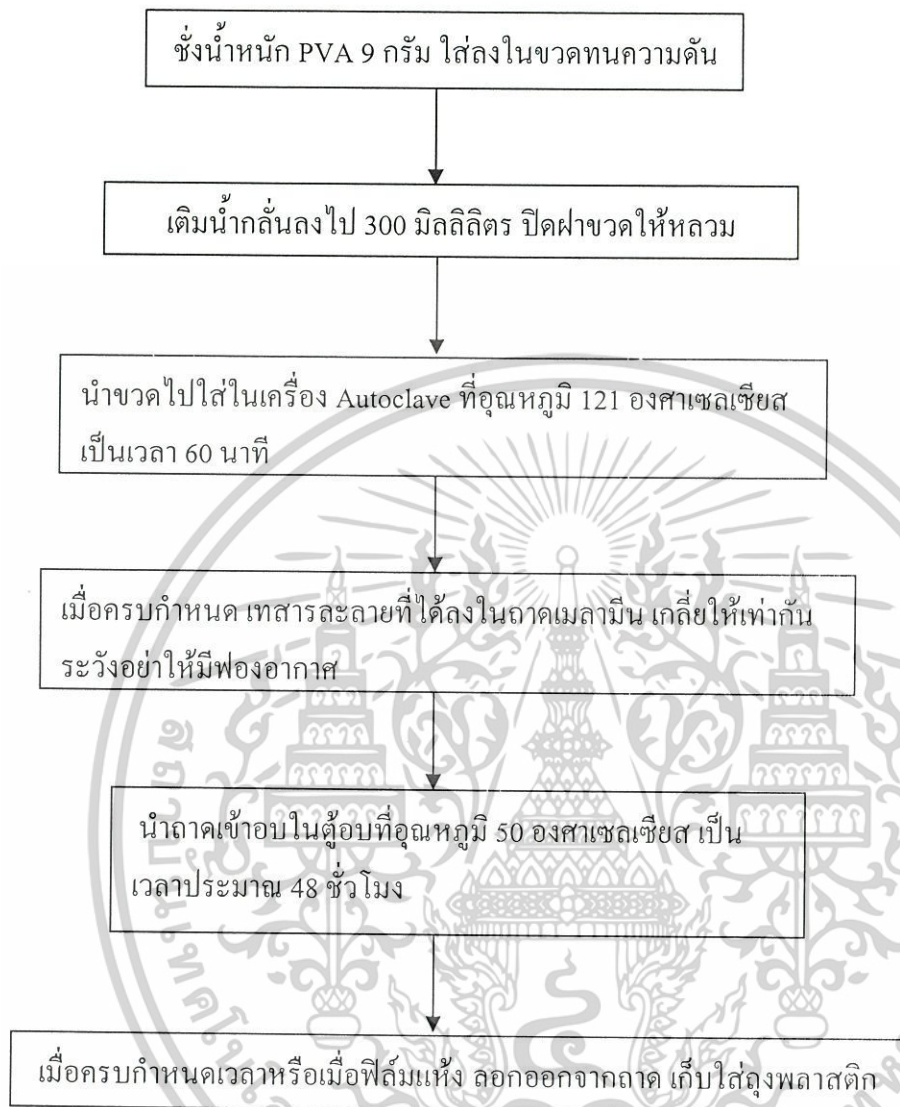 ชั่งน้ำหนัก PVA 9 กรัม ใส่ลงในขวดทนความดัน
เติมน้ำกลั่นลงไป 300 มิลลิลิตร ปิดฝาขวดให้หลวม
นำขวดไปใส่ในเครื่อง Autoclave ที่อุณหภูมิ 121 องศาเซลเซียส
เป็นเวลา 60 นาที
เมื่อครบกำหนด เทสารละลายที่ได้ลงในถาดเมลามีน เกลี่ยให้เท่ากัน
ระวังอย่าให้มีฟองอากาศ
นำถาดเข้าอบในตู้อบที่อุณหภูมิ 50 องศาเซลเซียส เป็น
เวลาประมาณ 48 ชั่วโมง
เมื่อครบกำหนดเวลาหรือเมื่อฟิล์มแห้ง ลอกออกจากถาด เก็บใส่ถุงพลาสติก